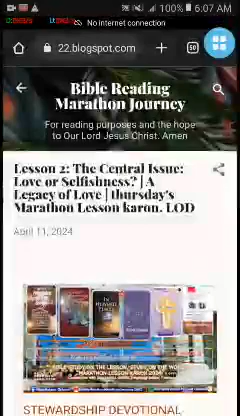 100% 6:07 AM
No internet connection
22.blogspot.com
Bible Reading
Marathon Journey
For reading purposes and the hope
to Our Lord Jesus Christ. Amen
Lesson 2: The Central Issue:
Love or Selfishness? | A
Legacy of Love | thursday's
Marathon Lesson karon. LOD
April 11, 2024
STEWARDSHIP DEVOTIONAL